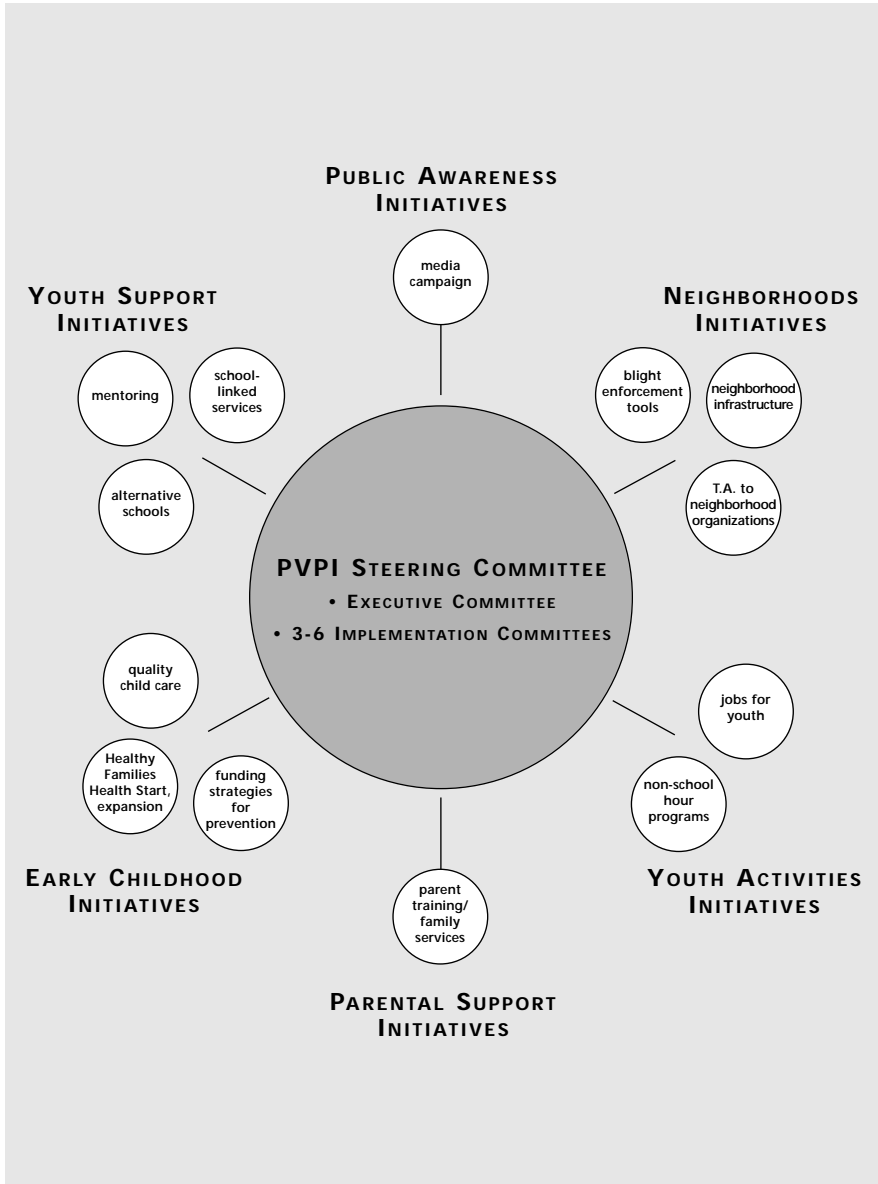 PUBLIC AWARENESS
INITIATIVES
media
campaign
YOUTH SUPPORT
INITIATIVES
mentoring
school-
linked
services
alternative
schools
NEIGHBORHOODS
INITIATIVES
blight
enforcement
tools
neighborhood
infrastructure
T.A. to
neighborhood
organizations
PVPI STEERING COMMITTEE
• EXECUTIVE COMMITTEE
• 3-6 IMPLEMENTATION COMMITTEES
quality
child care
Healthy
Families
Health Start,
expansion
funding
strategies
for
prevention
EARLY CHILDHOOD
INITIATIVES
jobs for
youth
non-school
hour
programs
YOUTH ACTIVITIES
INITIATIVES
parent
training/
family
services
PARENTAL SUPPORT
INITIATIVES